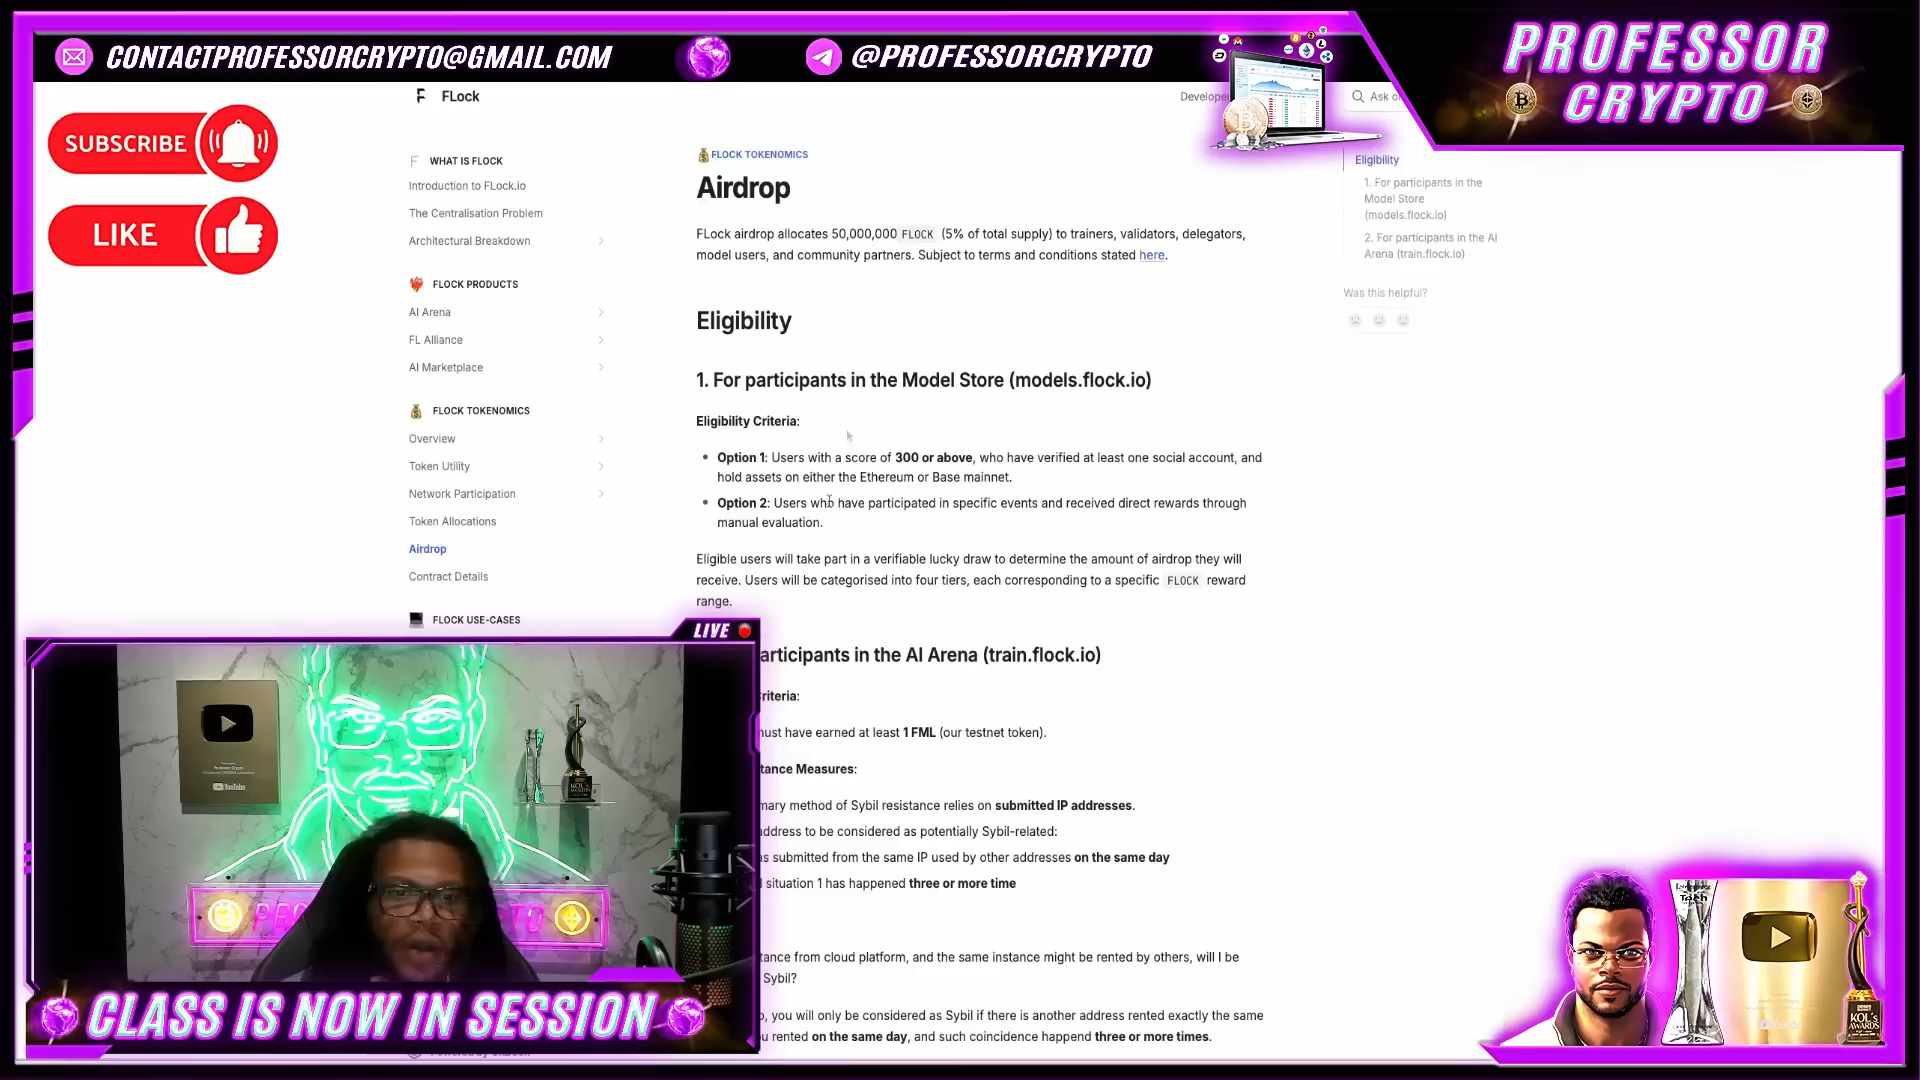 CONTACTPROFESSORCRYPTO@GMAIL.COM
@PROFESSORCRYPTO
PROFESSOR
CRYPTO
SUBSCRIBE
LIKE
FLock
Ask
WHAT IS FLOCK
Introduction to FLock.io
The Centralisation Problem
Architectural Breakdown
FLOCK PRODUCTS
AI Arena
FL Alliance
AI Marketplace
FLOCK TOKENOMICS
Overview
Token Utility
Network Participation
Token Allocations
Airdrop
Contract Details
FLOCK USE-CASES
FLOCK TOKENOMICS
Airdrop
FLock airdrop allocates 50,000,000 FLOCK (5% of total supply) to trainers, validators, delegators,
model users, and community partners. Subject to terms and conditions stated here.
Eligibility
1. For participants in the Model Store (models.flock.io)
Eligibility Criteria:
Option 1: Users with a score of 300 or above, who have verified at least one social account, and
hold assets on either the Ethereum or Base mainnet.
Option 2: Users who have participated in specific events and received direct rewards through
manual evaluation.
Eligible users will take part in a verifiable lucky draw to determine the amount of airdrop they will
receive. Users will be categorised into four tiers, each corresponding to a specific FLOCK reward
range.
articipants in the AI Arena (train.flock.io)
riteria:
ust have earned at least 1 FML (our testnet token).
tance Measures:
mary method of Sybil resistance relies on submitted IP addresses.
address to be considered as potentially Sybil-related:
s submitted from the same IP used by other addresses on the same day
situation 1 has happened three or more time
tance from cloud platform, and the same instance might be rented by others, will I be
Sybil?
o, you will only be considered as Sybil if there is another address rented exactly the same
u rented on the same day, and such coincidence happend three or more times.
Eligibility
1. For participants in the
Model Store
(models.flock.io)
2. For participants in the AI
Arena (train.flock.io)
Was this helpful?
LIVE
YouTube
KOL's
AWARDS
CLASS IS NOW IN SESSION
KOL's
AWARDS